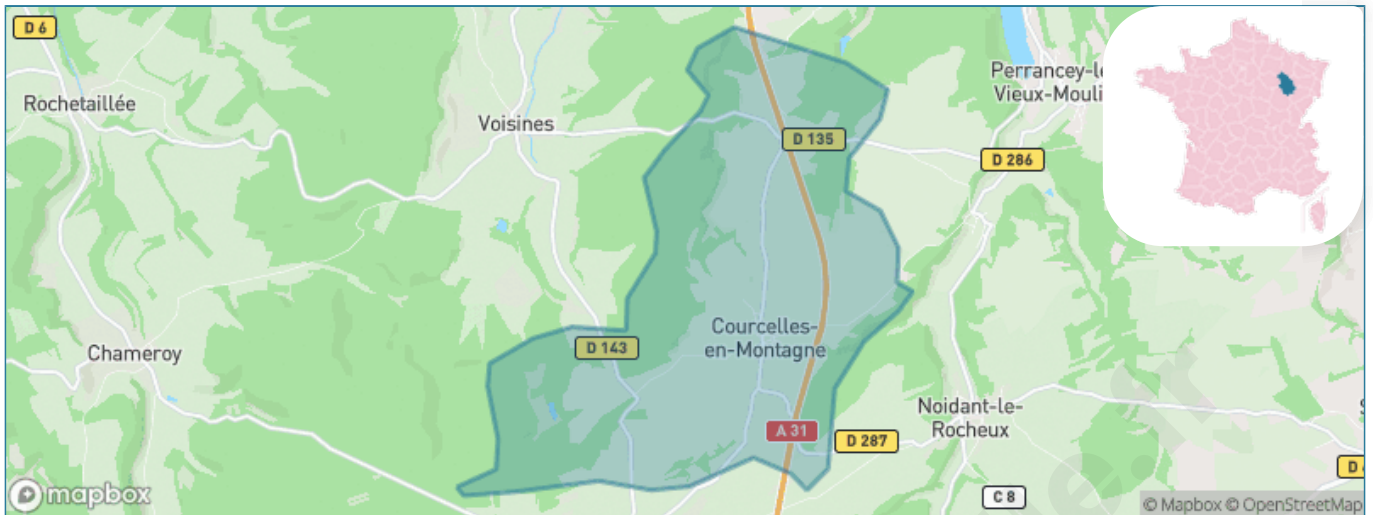 D 6
Rochetaillée
Voisines
Perrancey-le
Vieux-Mouli
D 135
D 286
Courcelles-
en-Montagne
D 143
Chameroy
Noidant-le-
Rocheux
A 31
D 287
C 8
mapbox
© Mapbox © OpenStreetMap